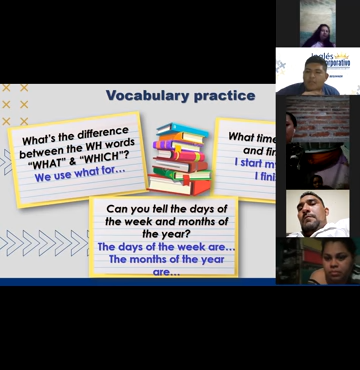 Vocabulary practice
What's the difference
between the WH words
"WHAT" & "WHICH"?
We use what for…
What time
and fin
I start m
I fini
Can you tell the days of
the week and months of
the year?
The days of the week are…
The months of the year
are…
Inglés
orporativo